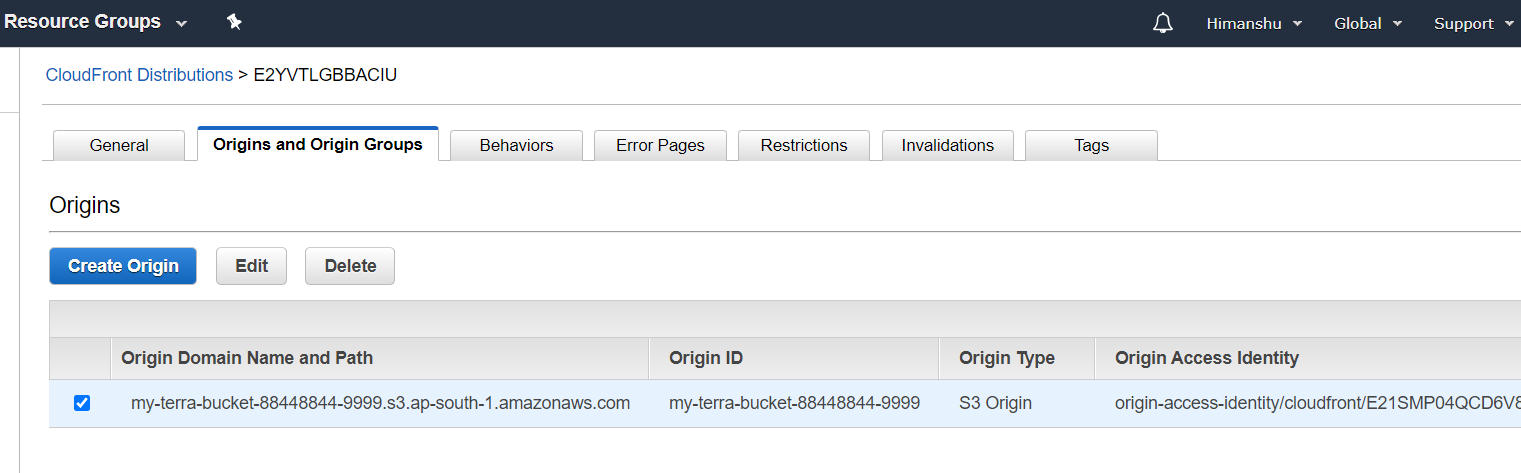 Resource Groups Himanshu Global Support
CloudFront Distributions > E2YVTLGBBACIU
General Origins and Origin Groups Behaviors Error Pages Restrictions Invalidations Tags
Origins
Create Origin Edit Delete
Origin Domain Name and Path Origin ID Origin Type Origin Access Identity
my-terra-bucket-88448844-9999.s3.ap-south-1.amazonaws.com my-terra-bucket-88448844-9999 S3 Origin origin-access-identity/cloudfront/E21SMP04QCD6V8